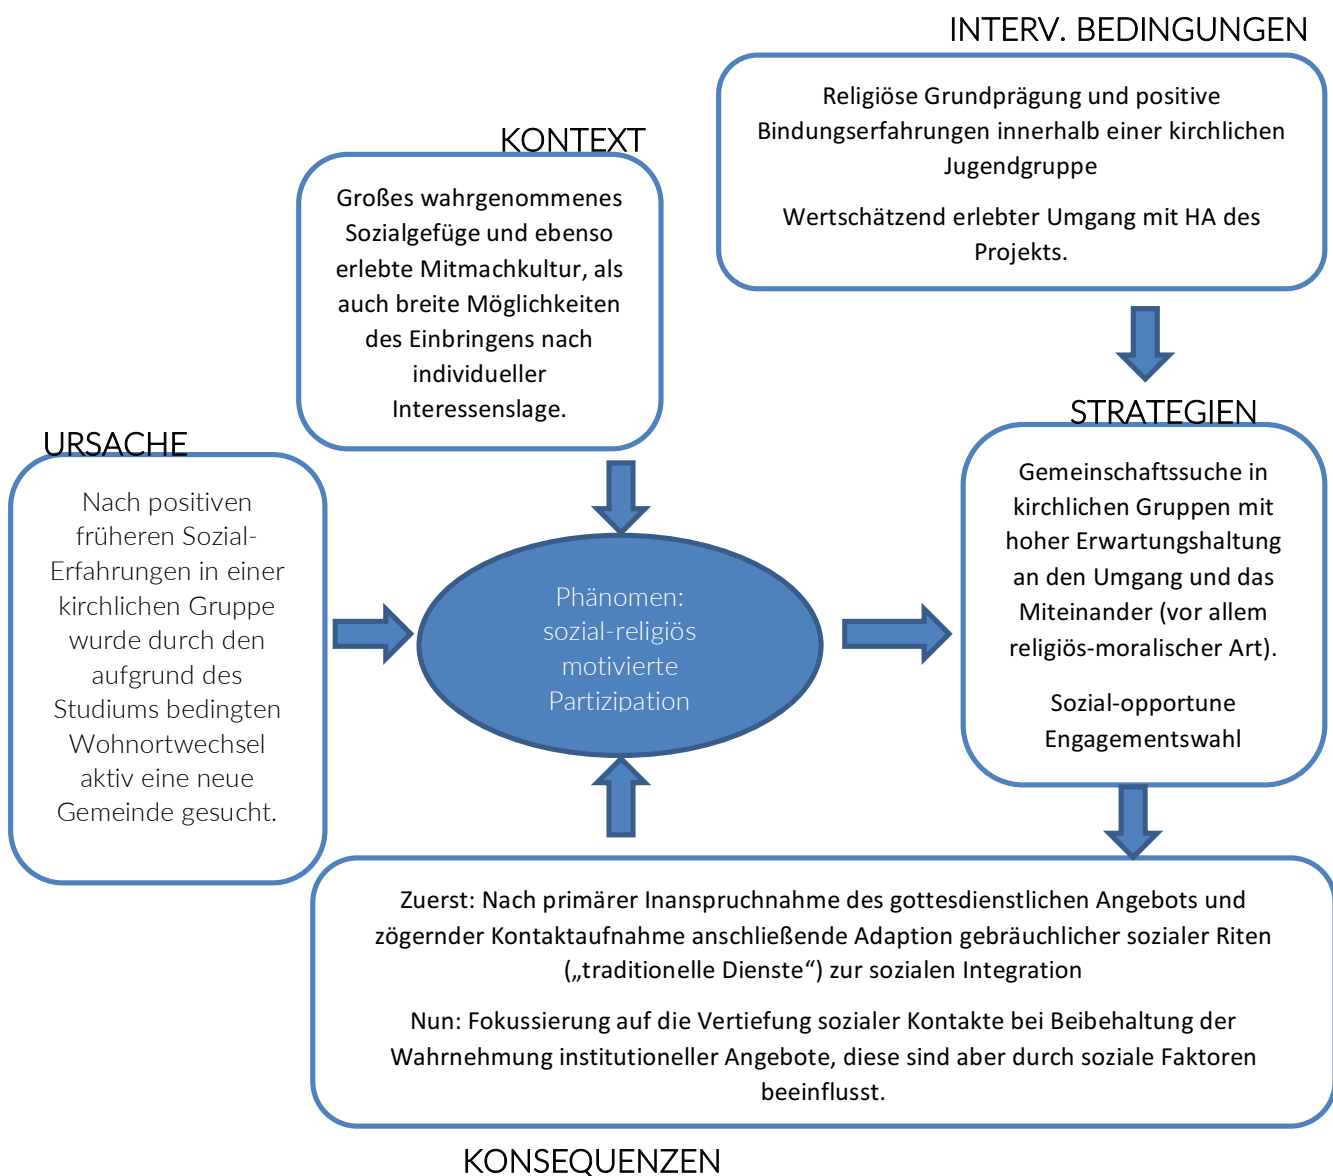 INTERV. BEDINGUNGEN
Religiöse Grundprägung und positive
Bindungserfahrungen innerhalb einer kirchlichen
Jugendgruppe
Wertschätzend erlebter Umgang mit HA des
Projekts.
KONTEXT
Großes wahrgenommenes
Sozialgefüge und ebenso
erlebte Mitmachkultur, als
auch breite Möglichkeiten
des Einbringens nach
individueller
Interessenslage.
URSACHE
Nach positiven
früheren Sozial-
Erfahrungen in einer
kirchlichen Gruppe
wurde durch den
aufgrund des
Studiums bedingten
Wohnortwechsel
aktiv eine neue
Gemeinde gesucht.
Phänomen:
sozial-religiös
motivierte
Partizipation
STRATEGIEN
Gemeinschaftssuche in
kirchlichen Gruppen mit
hoher Erwartungshaltung
an den Umgang und das
Miteinander (vor allem
religiös-moralischer Art).
Sozial-opportune
Engagementswahl
Zuerst: Nach primärer Inanspruchnahme des gottesdienstlichen Angebots und
zögernder Kontaktaufnahme anschließende Adaption gebräuchlicher sozialer Riten
(„traditionelle Dienste“) zur sozialen Integration
Nun: Fokussierung auf die Vertiefung sozialer Kontakte bei Beibehaltung der
Wahrnehmung institutioneller Angebote, diese sind aber durch soziale Faktoren
beeinflusst.
KONSEQUENZEN